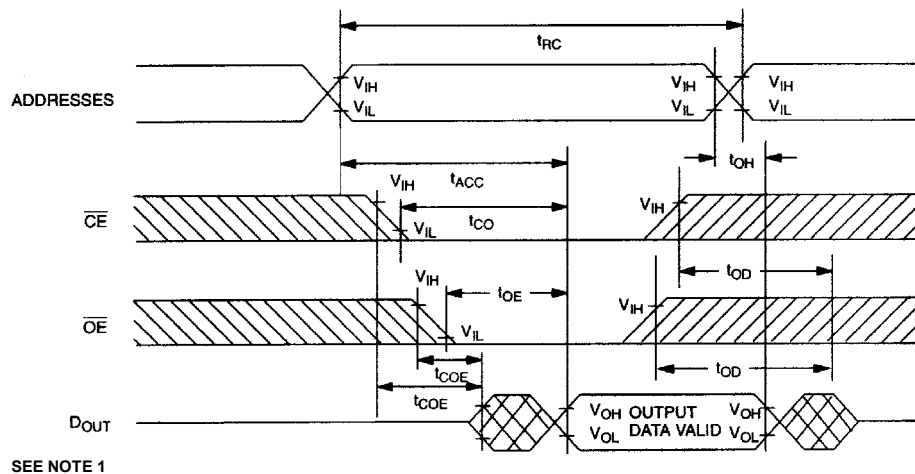 tRC
ADDRESSES
VIH
VIL
VIH
VIL
VIH
VIL
tOH
tACC
CE
VIH
VIL
tCO
VIH
tOD
OE
VIH
VIL
tOE
VIH
tCOE
tCOE
tOD
DOUT
VOH OUTPUT VOH
VOL DATA VALID VOL
SEE NOTE 1